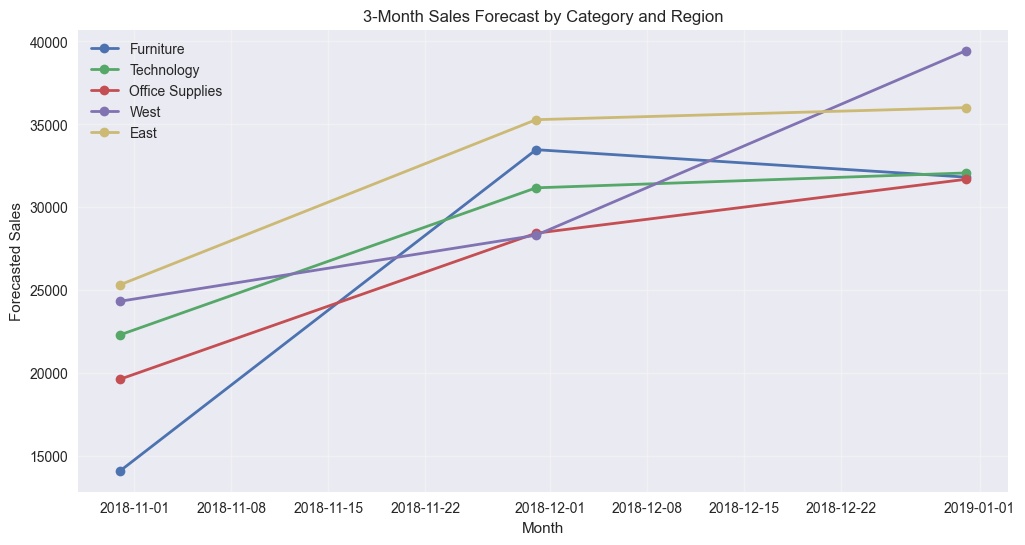 3-Month Sales Forecast by Category and Region
40000
35000
30000
25000
20000
15000
Forecasted Sales
Furniture
Technology
Office Supplies
West
East
2018-11-01 2018-11-08 2018-11-15 2018-11-22 2018-12-01 2018-12-08 2018-12-15 2018-12-22 2019-01-01
Month